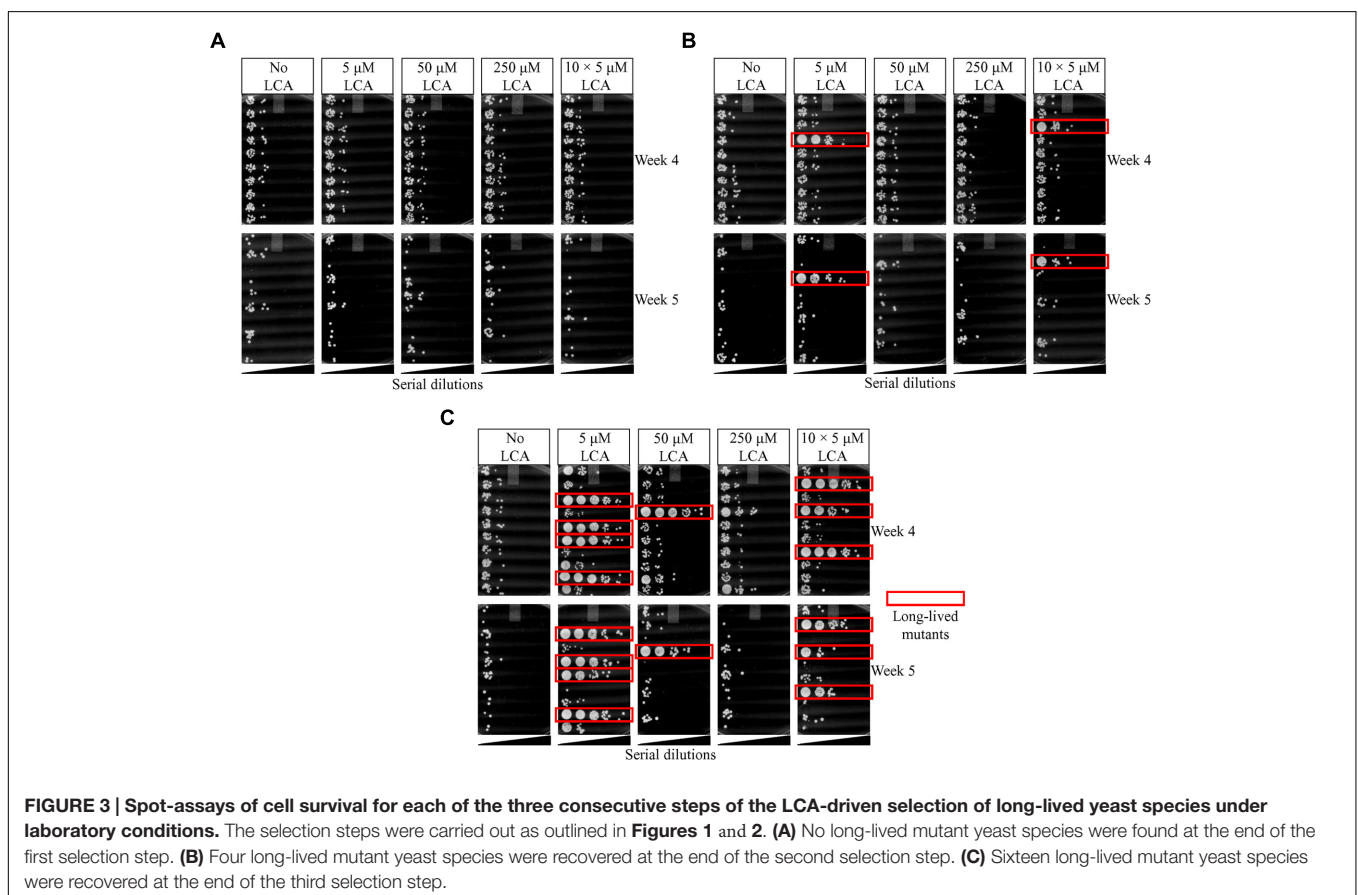 A
No
LCA
5 μM
LCA
50 μM
LCA
250 μM
LCA
10 × 5 μM
LCA
Week 4
Week 5
Serial dilutions
B
No
LCA
5 μM
LCA
50 μM
LCA
250 μM
LCA
10 × 5 μM
LCA
Week 4
Week 5
Serial dilutions
C
No
LCA
5 μM
LCA
50 μM
LCA
250 μM
LCA
10 × 5 μM
LCA
Week 4
Long-lived
mutants
Week 5
Serial dilutions
FIGURE 3 | Spot-assays of cell survival for each of the three consecutive steps of the LCA-driven selection of long-lived yeast species under
laboratory conditions. The selection steps were carried out as outlined in Figures 1 and 2. (A) No long-lived mutant yeast species were found at the end of the
first selection step. (B) Four long-lived mutant yeast species were recovered at the end of the second selection step. (C) Sixteen long-lived mutant yeast species
were recovered at the end of the third selection step.